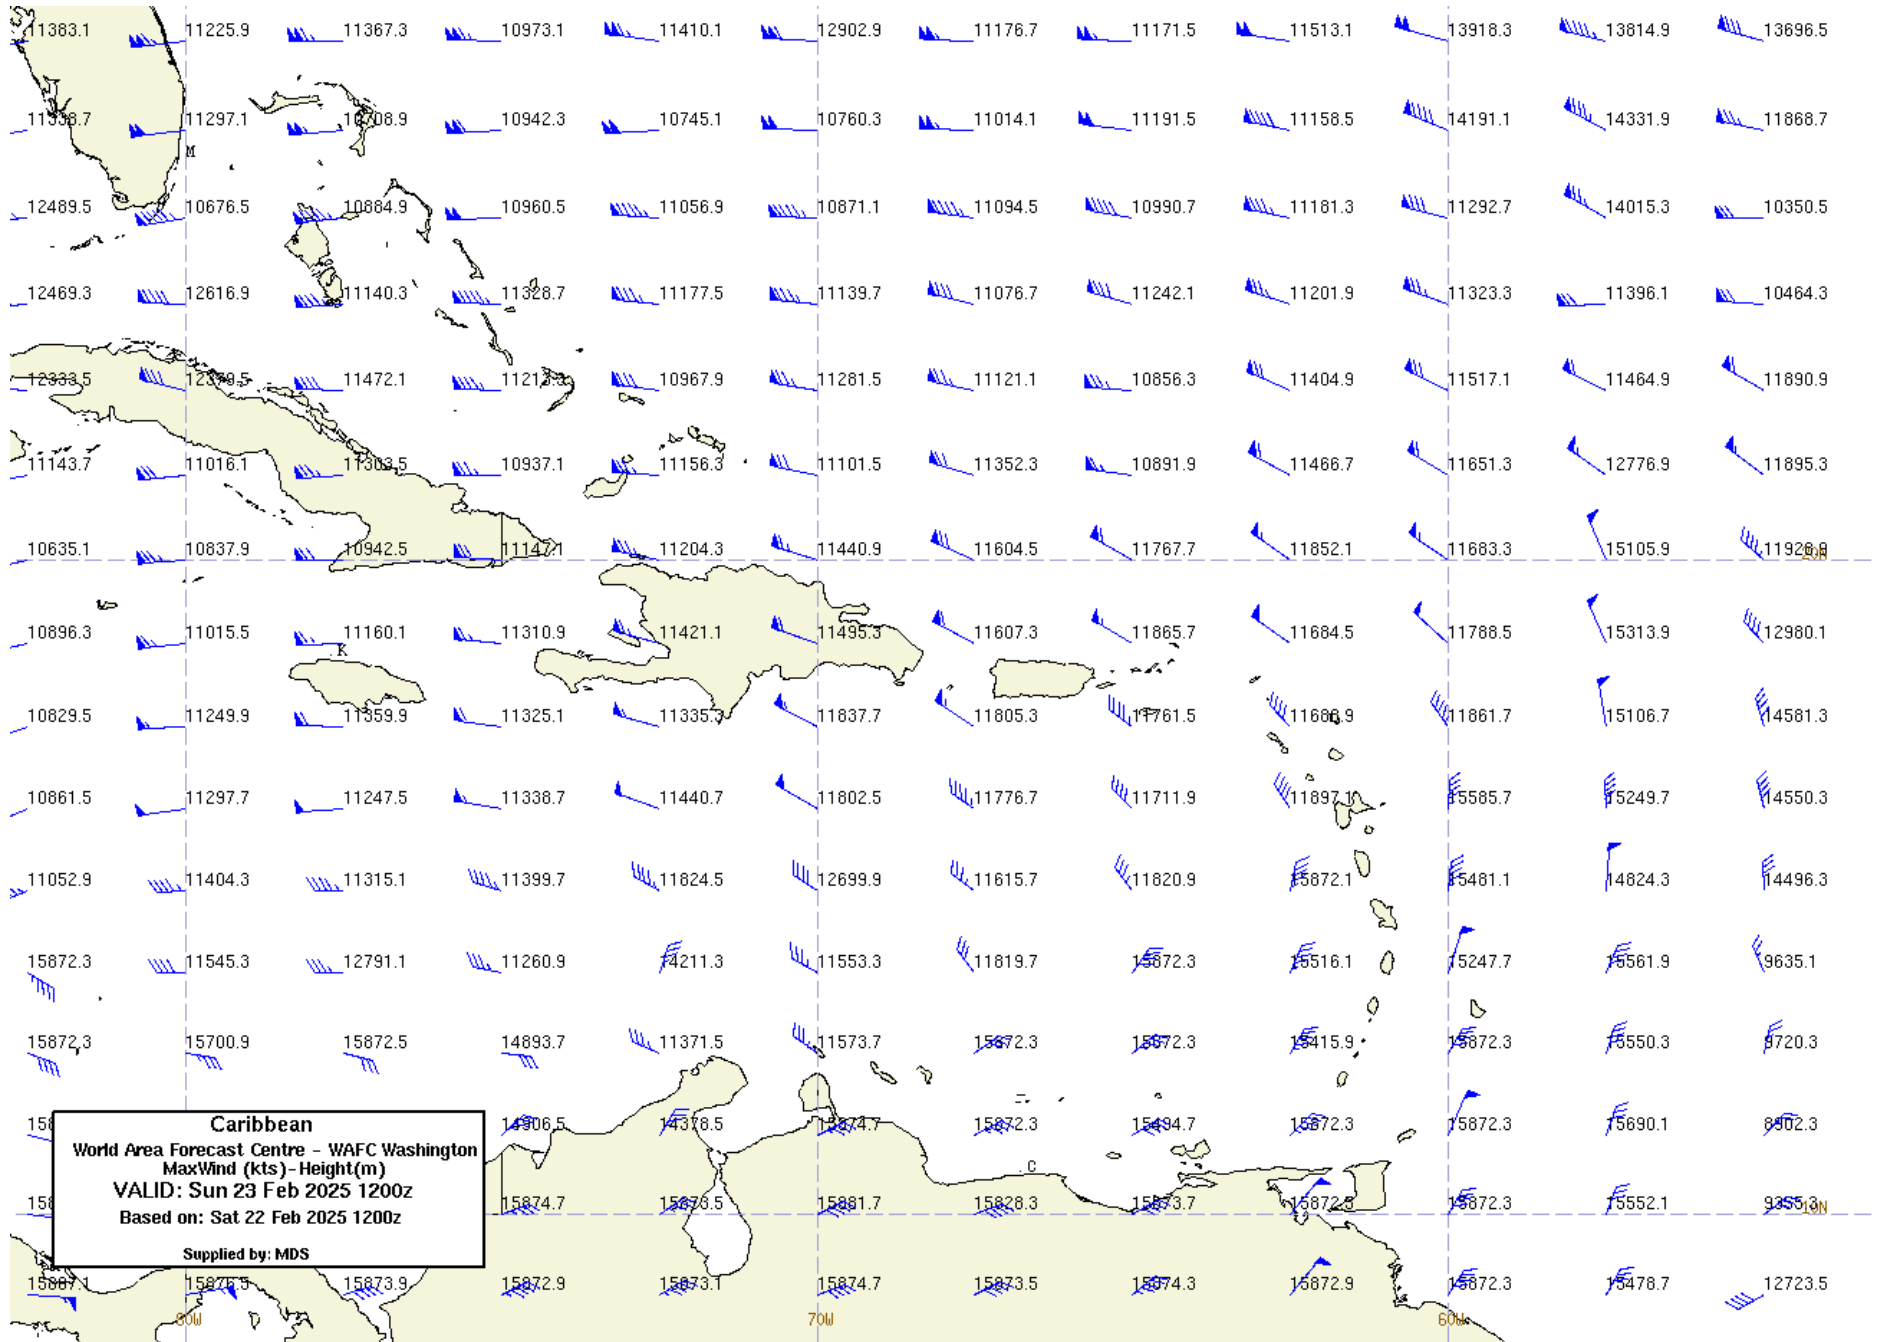 11383.1 11225.9 11367.3 10973.1 11410.1 12902.9 11176.7 11171.5 11513.1 13918.3 13814.9 13696.5
11338.7 11297.1 10708.9 10942.3 10745.1 10760.3 11014.1 11191.5 11158.5 14191.1 14331.9 11868.7
M
12489.5 10676.5 10884.9 10960.5 11056.9 10871.1 11094.5 10990.7 11181.3 11292.7 14015.3 10350.5
12469.3 12616.9 11140.3 11328.7 11177.5 11139.7 11076.7 11242.1 11201.9 11323.3 11396.1 10464.3
12333.5 11472.1 10967.9 11281.5 11121.1 10856.3 11404.9 11517.1 11464.9 11890.9
11143.7 11016.1 11303.5 10937.1 11156.3 11101.5 11352.3 10891.9 11466.7 11651.3 12776.9 11895.3
10635.1 10837.9 10942.5 11147.1 11204.3 11440.9 11604.5 11767.7 11852.1 11683.3 15105.9 20N
10896.3 11015.5 11160.1 11310.9 11421.1 11495.3 11607.3 11865.7 11684.5 11788.5 15313.9 12980.1
K
10829.5 11249.9 11359.9 11325.1 11837.7 11805.3 11761.5 11861.7 15106.7 14581.3
10861.5 11297.7 11247.5 11338.7 11440.7 11802.5 11776.7 11711.9 11897.1 15585.7 15249.7 14550.3
11052.9 11404.3 11315.1 11399.7 11824.5 12699.9 11615.7 11820.9 15872.1 15481.1 14824.3 14496.3
15872.3 11545.3 12791.1 11260.9 14211.3 11553.3 11819.7 15872.3 15516.1 15247.7 15561.9 9635.1
15872.3 15700.9 15872.5 14893.7 11371.5 11573.7 15872.3 15872.3 15415.9 15872.3 15550.3 9720.3
14906.5 14378.5 15874.7 15872.3 15494.7 15872.3 15872.3 15690.1 8902.3
C
15874.7 15873.5 15881.7 15828.3 15873.7 15872.3 15872.3 15552.1 10N
Caribbean
World Area Forecast Centre - WAFC Washington
MaxWind (kts)-Height(m)
VALID: Sun 23 Feb 2025 1200z
Based on: Sat 22 Feb 2025 1200z
Supplied by: MDS
15887.1 15876.5 15873.9 15872.9 15873.1 15874.7 15873.5 15874.3 15872.9 15872.3 15478.7 12723.5
80W 70W 60W